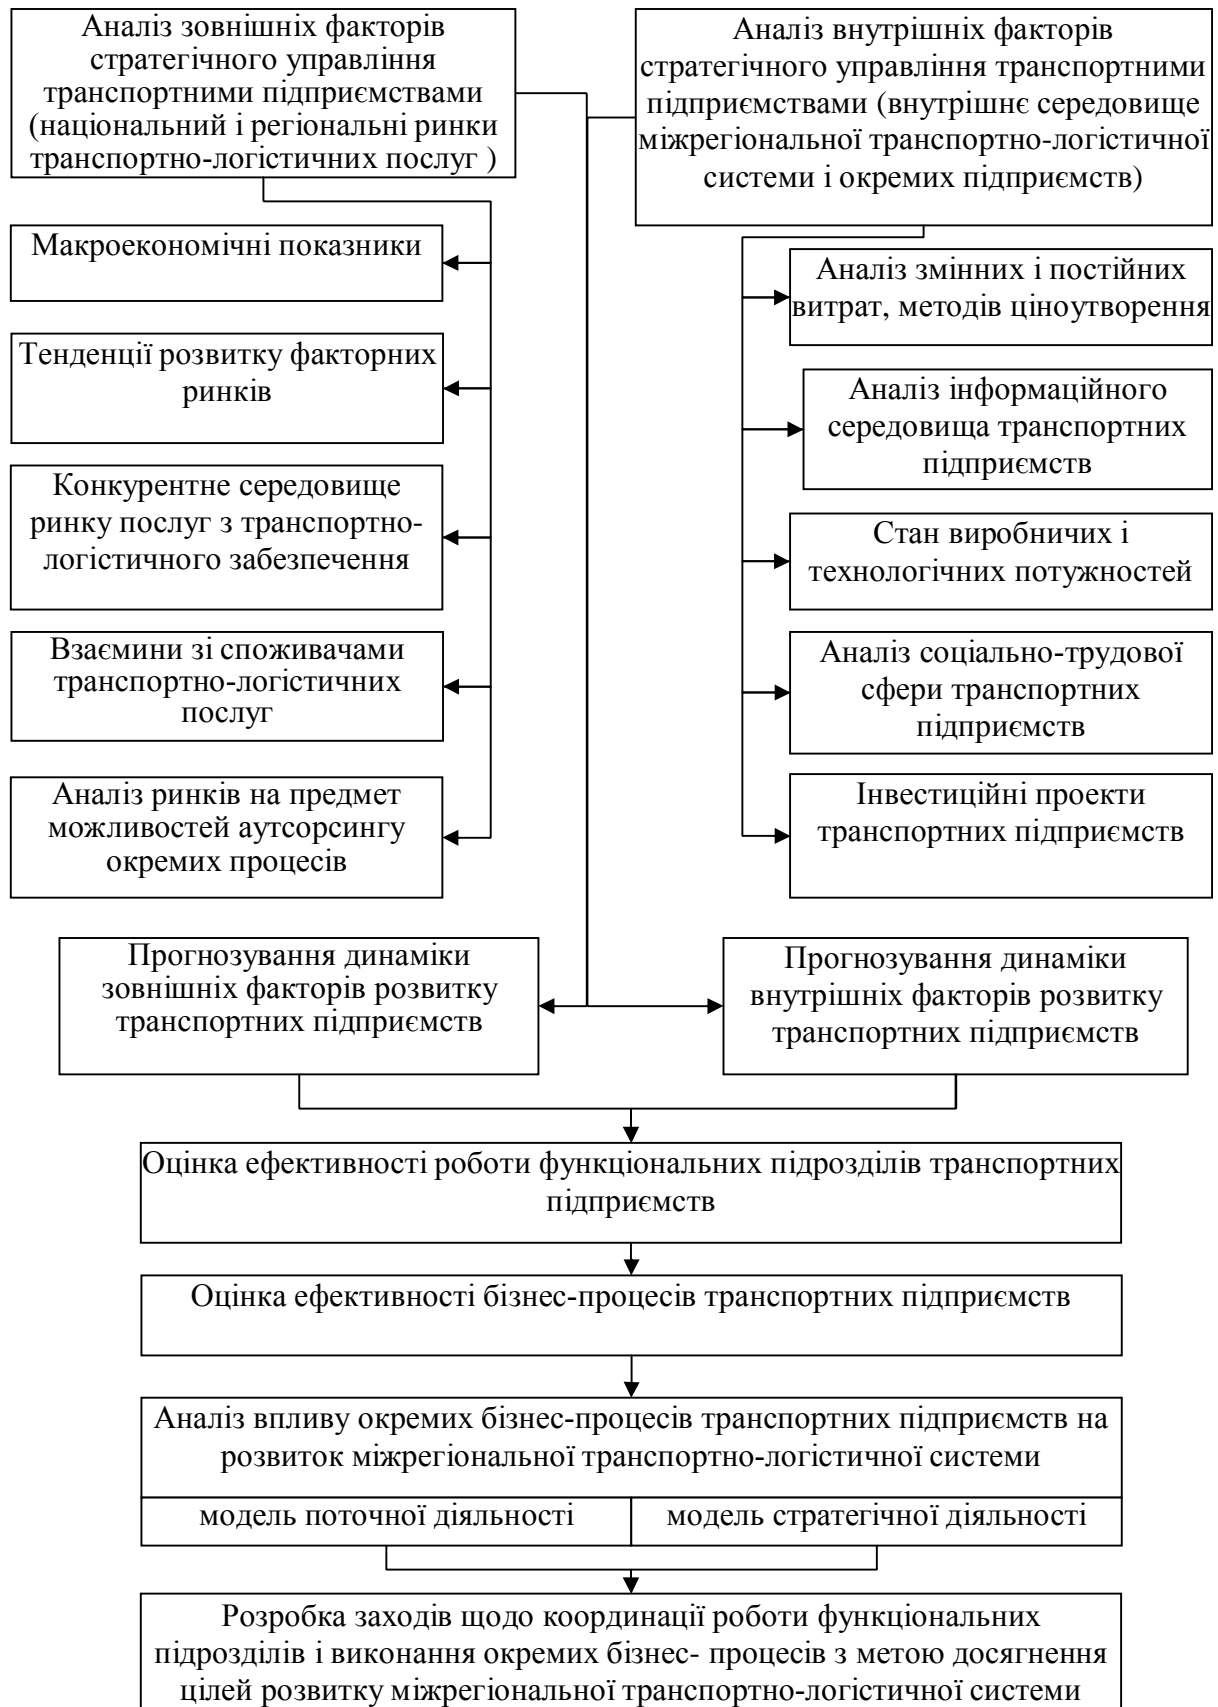 Аналіз зовнішніх факторів
стратегічного управління
транспортними підприємствами
(національний і регіональні ринки
транспортно-логістичних послуг )
Аналіз внутрішніх факторів
стратегічного управління транспортними
підприємствами (внутрішнє середовище
міжрегіональної транспортно-логістичної
системи і окремих підприємств)
Макроекономічні показники
Тенденції розвитку факторних
ринків
Конкурентне середовище
ринку послуг з транспортно-
логістичного забезпечення
Взаємини зі споживачами
транспортно-логістичних
послуг
Аналіз ринків на предмет
можливостей аутсорсингу
окремих процесів
Аналіз змінних і постійних
витрат, методів ціноутворення
Аналіз інформаційного
середовища транспортних
підприємств
Стан виробничих і
технологічних потужностей
Аналіз соціально-трудової
сфери транспортних
підприємств
Інвестиційні проекти
транспортних підприємств
Прогнозування динаміки
зовнішніх факторів розвитку
транспортних підприємств
Прогнозування динаміки
внутрішніх факторів розвитку
транспортних підприємств
Оцінка ефективності роботи функціональних підрозділів транспортних
підприємств
Оцінка ефективності бізнес-процесів транспортних підприємств
Аналіз впливу окремих бізнес-процесів транспортних підприємств на
розвиток міжрегіональної транспортно-логістичної системи
модель поточної діяльності
модель стратегічної діяльності
Розробка заходів щодо координації роботи функціональних
підрозділів і виконання окремих бізнес- процесів з метою досягнення
цілей розвитку міжрегіональної транспортно-логістичної системи